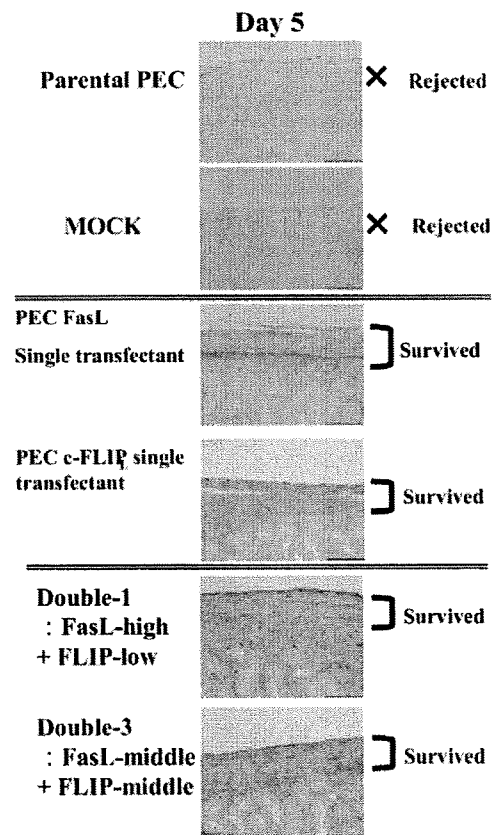 Day 5
Parental PEC
× Rejected
MOCK
× Rejected
PEC FasL
Single transfectant
Survived
PEC c-FLIP single
transfectant
Survived
Double-1
: FasL-high
+ FLIP-low
Survived
Double-3
: FasL-middle
+ FLIP-middle
Survived